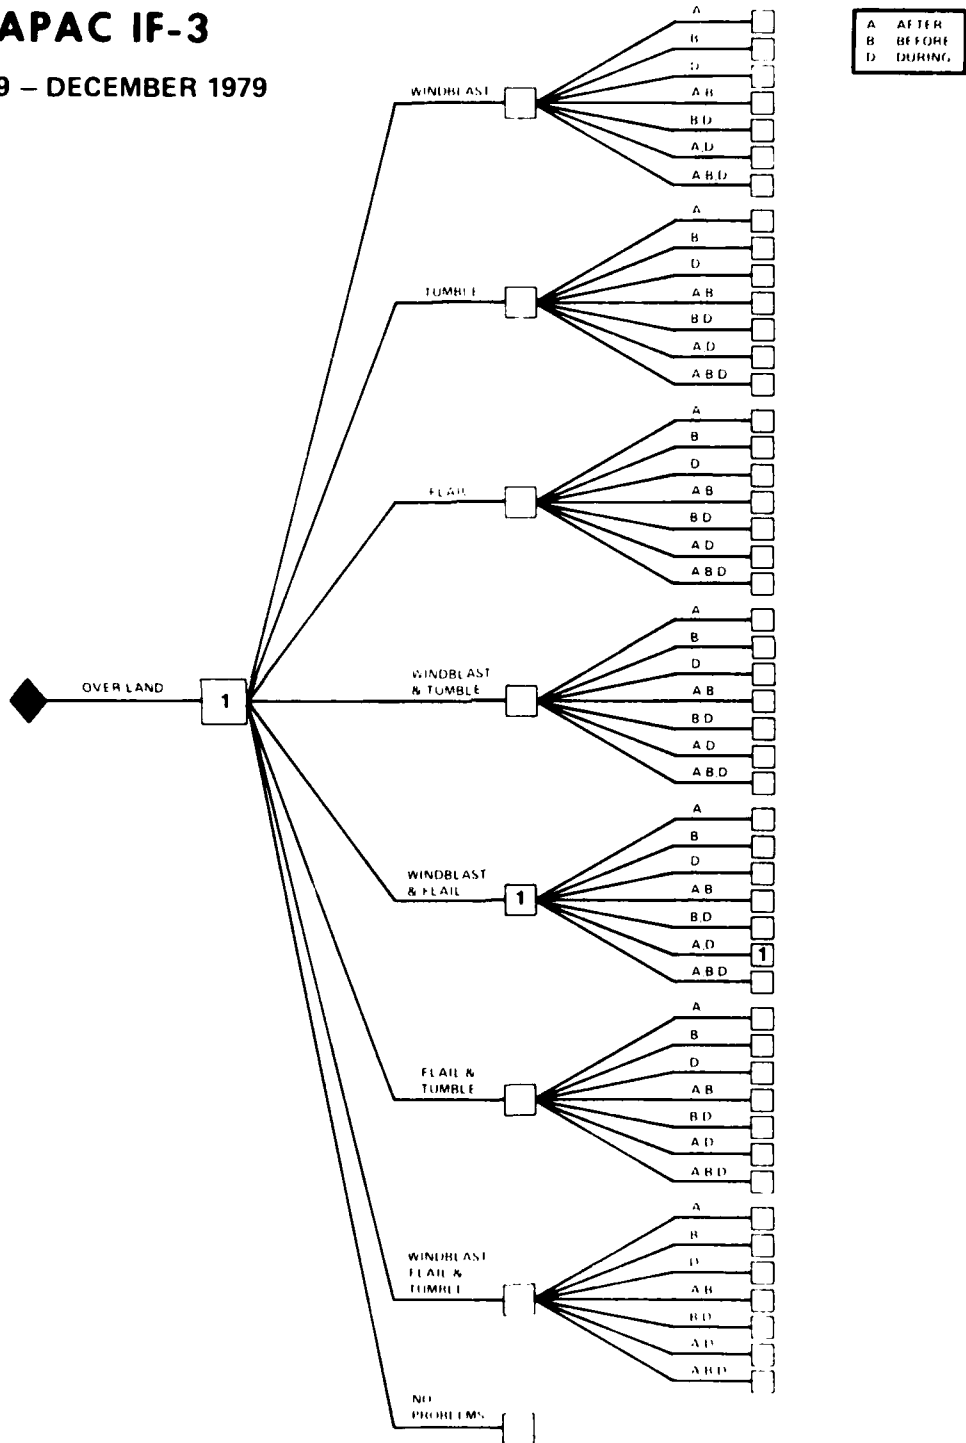 APAC IF-3
9 – DECEMBER 1979
A AFTER
B BEFORE
D DURING
WINDBLAST
A
B
D
A B
B D
A,D
A B,D
TUMBLE
A
B
D
A B
B D
A D
A B D
FLAIL
A
B
D
A B
B D
A D
A B D
OVER LAND
1
WINDBLAST
& TUMBLE
A
B
D
A B
B,D
A D
A B,D
WINDBLAST
& FLAIL
1
A
B
D
A B
B,D
A,D
1
A B D
FLAIL &
TUMBLE
A
B
D
A B
B D
A D
A B D
WINDBLAST
FLAIL &
TUMBLE
A
B
D
A B
B D
A D
A B D
NO
PROBLEMS